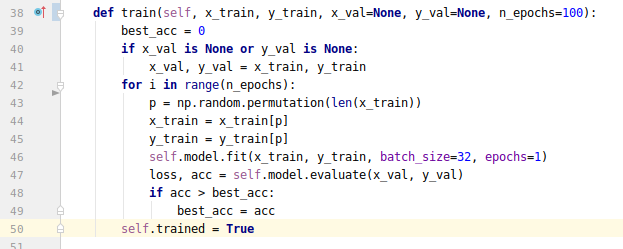 38 def train(self, x_train, y_train, x_val=None, y_val=None, n_epochs=100):
39 best_acc = 0
40 if x_val is None or y_val is None:
41 x_val, y_val = x_train, y_train
42 for i in range(n_epochs):
43 p = np.random.permutation(len(x_train))
44 x_train = x_train[p]
45 y_train = y_train[p]
46 self.model.fit(x_train, y_train, batch_size=32, epochs=1)
47 loss, acc = self.model.evaluate(x_val, y_val)
48 if acc > best_acc:
49 best_acc = acc
50 self.trained = True
51